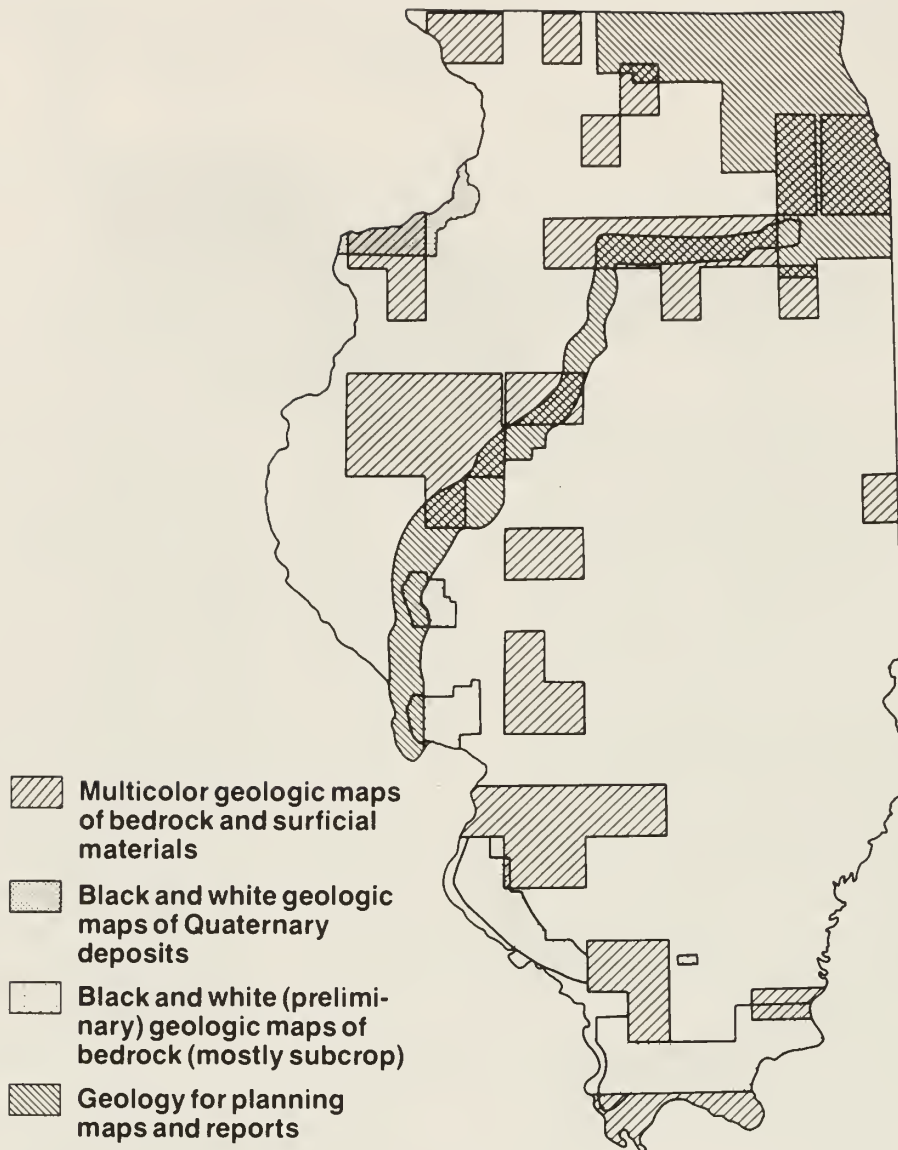 Multicolor geologic maps
of bedrock and surficial
materials
Black and white geologic
maps of Quaternary
deposits
Black and white (prelimi-
nary) geologic maps of
bedrock (mostly subcrop)
Geology for planning
maps and reports